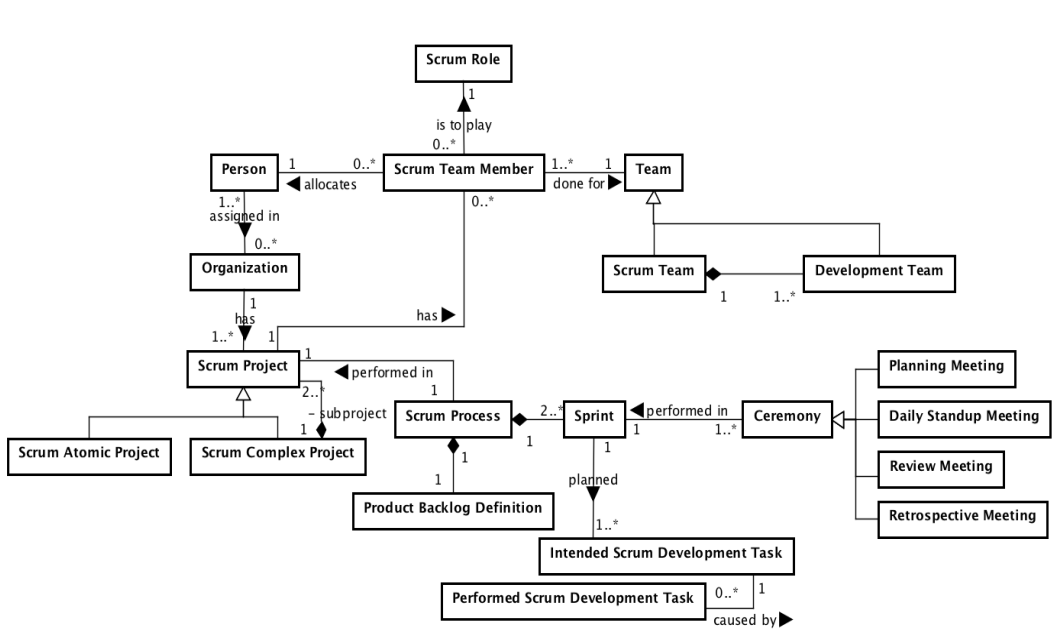 Scrum Role
1
is to play
0..*
Person
1
0..*
Scrum Team Member
1..*
1
Team
allocates
done for
1..*
0..*
assigned in
0..*
Organization
Scrum Team
Development Team
1
1..*
1
has
has
1..*
1
Scrum Project
1
performed in
1
2..*
– subproject
1
Scrum Atomic Project
Scrum Complex Project
Scrum Process
2..*
1
Sprint
performed in
1
1..*
Ceremony
Planning Meeting
Daily Standup Meeting
Review Meeting
Retrospective Meeting
1
1
Product Backlog Definition
1
planned
1..*
Intended Scrum Development Task
Performed Scrum Development Task
0..*
1
caused by